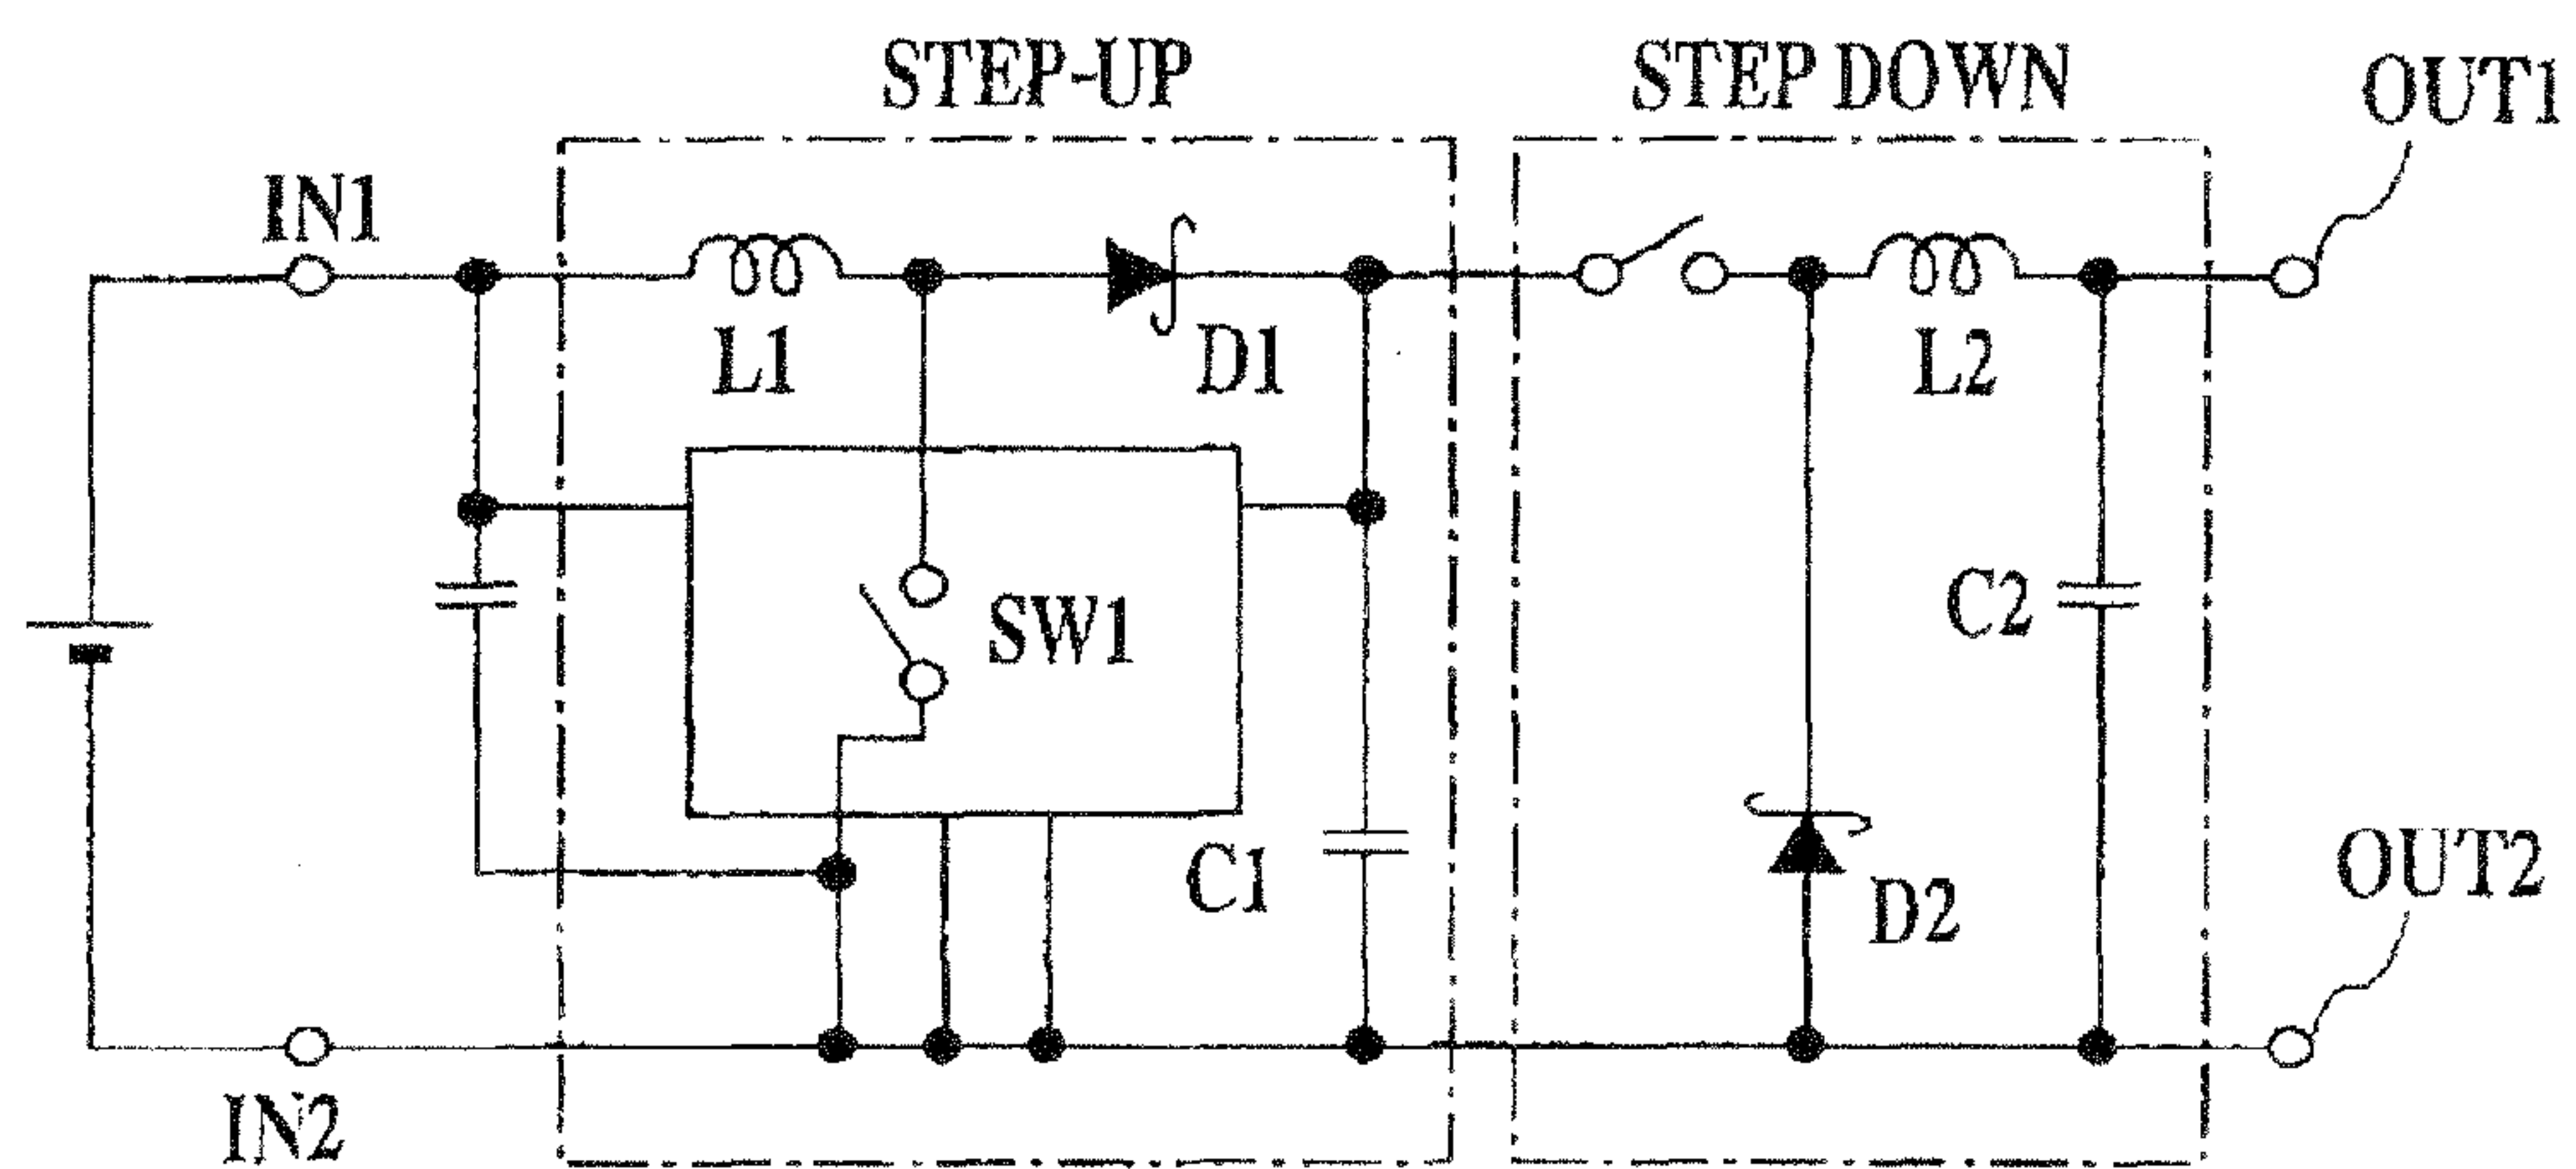 STEP-UP
STEP DOWN
OUT1
IN1
L1
D1
L2
SW1
C2
C1
D2
OUT2
IN2